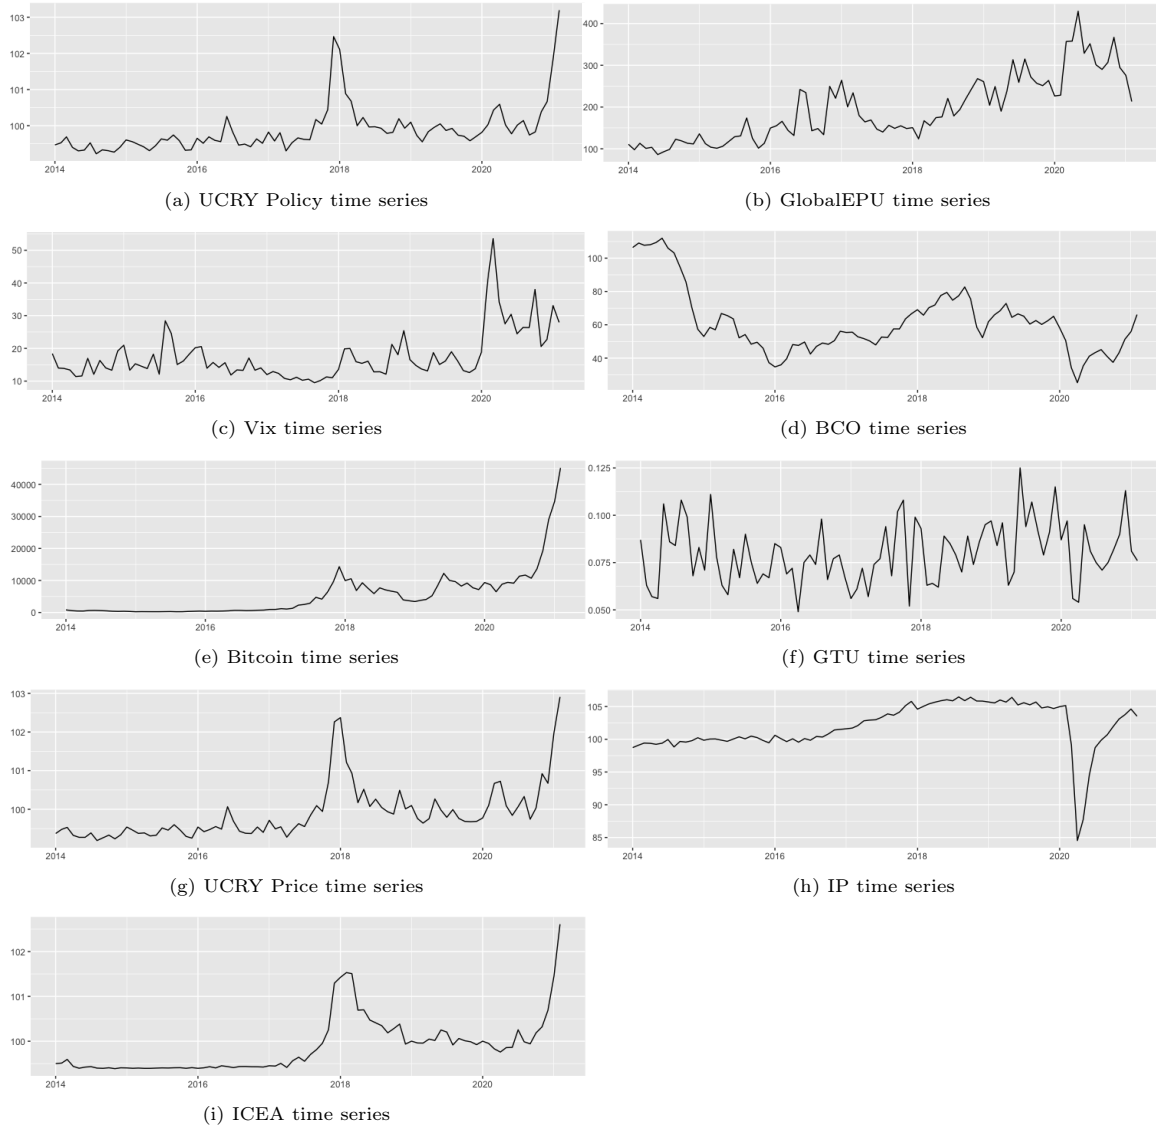 103
102
101
100
2014 2016 2018 2020
(a) UCRY Policy time series
400
300
200
100
2014 2016 2018 2020
(b) GlobalEPU time series
50
40
30
20
10
2014 2016 2018 2020
(c) Vix time series
100
80
60
40
2014 2016 2018 2020
(d) BCO time series
40000
30000
20000
10000
0
2014 2016 2018 2020
(e) Bitcoin time series
0.125
0.100
0.075
0.050
2014 2016 2018 2020
(f) GTU time series
103
102
101
100
2014 2016 2018 2020
(g) UCRY Price time series
105
100
95
90
85
2014 2016 2018 2020
(h) IP time series
102
101
100
2014 2016 2018 2020
(i) ICEA time series